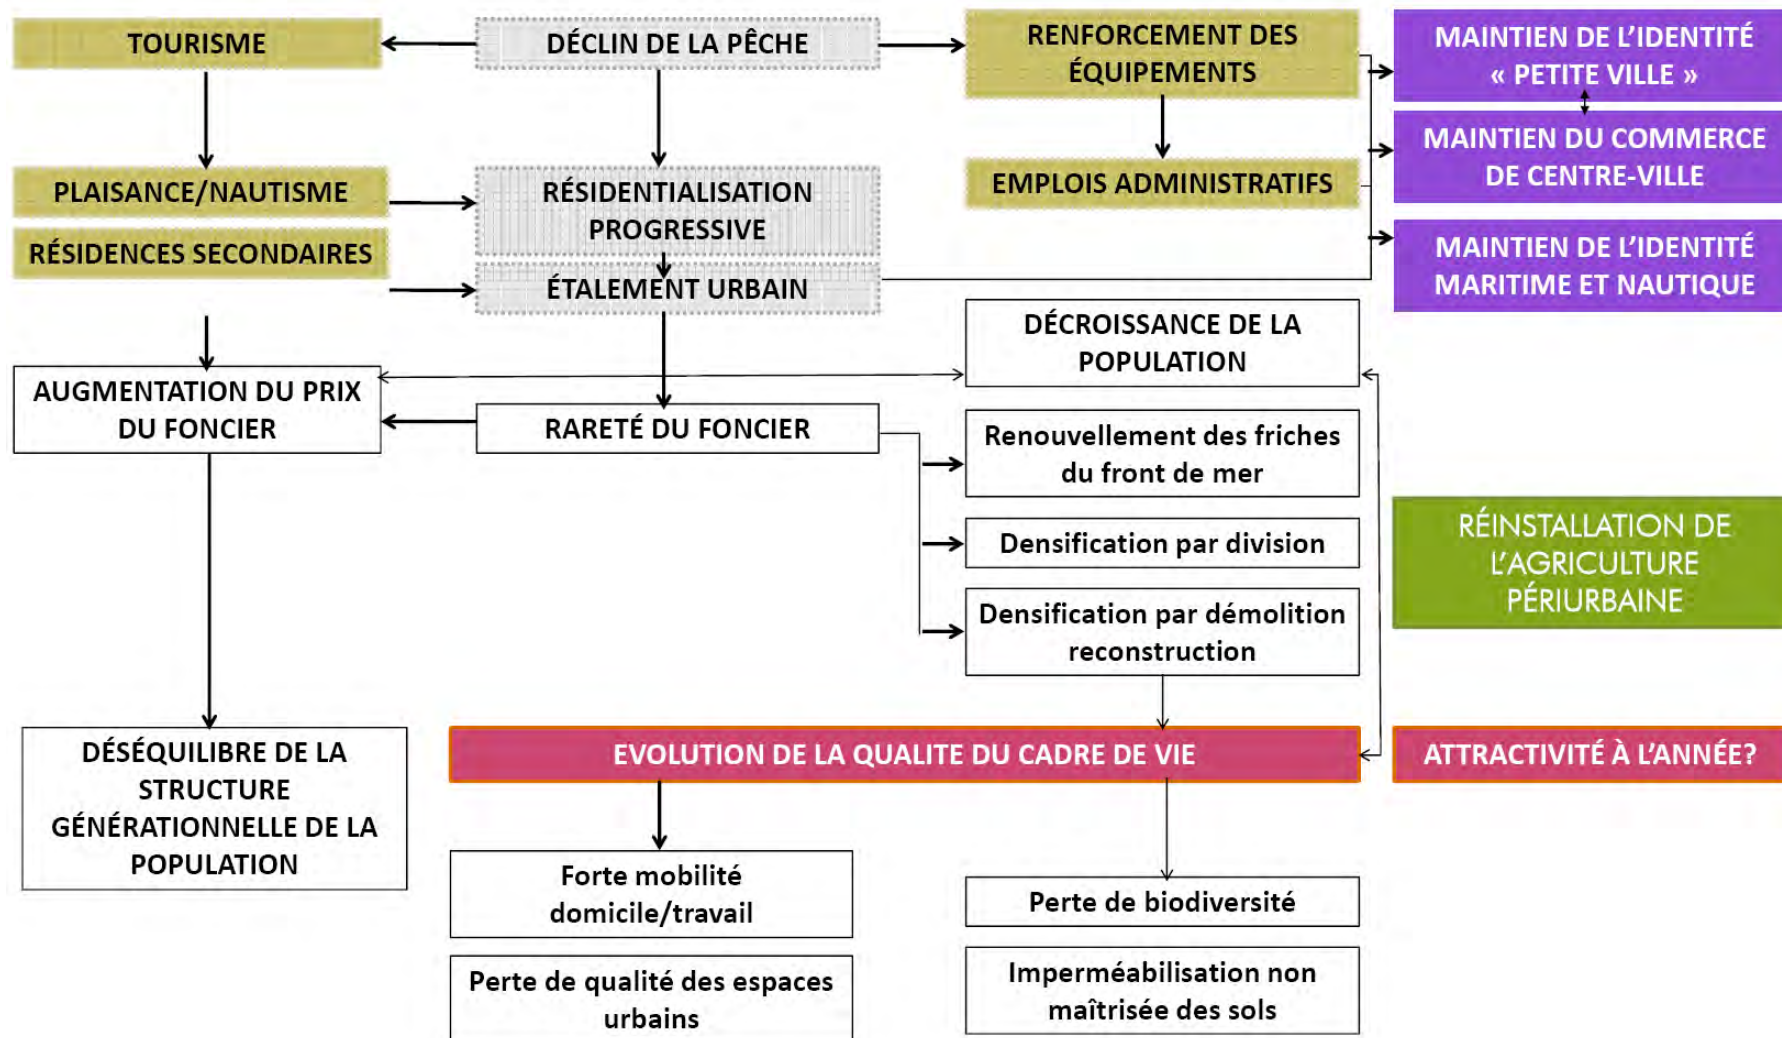 TOURISME
DÉCLIN DE LA PÊCHE
RENFORCEMENT DES
ÉQUIPEMENTS
MAINTIEN DE L'IDENTITÉ
« PETITE VILLE »
PLAISANCE/NAUTISME
RÉSIDENCES SECONDAIRES
RÉSIDENTIALISATION
PROGRESSIVE
ÉTALEMENT URBAIN
EMPLOIS ADMINISTRATIFS
MAINTIEN DU COMMERCE
DE CENTRE-VILLE
MAINTIEN DE L'IDENTITÉ
MARITIME ET NAUTIQUE
DÉCROISSANCE DE LA
POPULATION
AUGMENTATION DU PRIX
DU FONCIER
RARETÉ DU FONCIER
Renouvellement des friches
du front de mer
Densification par division
Densification par démolition
reconstruction
RÉINSTALLATION DE
L'AGRICULTURE
PÉRIURBAINE
DÉSÉQUILIBRE DE LA
STRUCTURE
GÉNÉRATIONNELLE DE LA
POPULATION
EVOLUTION DE LA QUALITE DU CADRE DE VIE
ATTRACTIVITÉ À L'ANNÉE?
Forte mobilité
domicile/travail
Perte de biodiversité
Perte de qualité des espaces
urbains
Imperméabilisation non
maîtrisée des sols